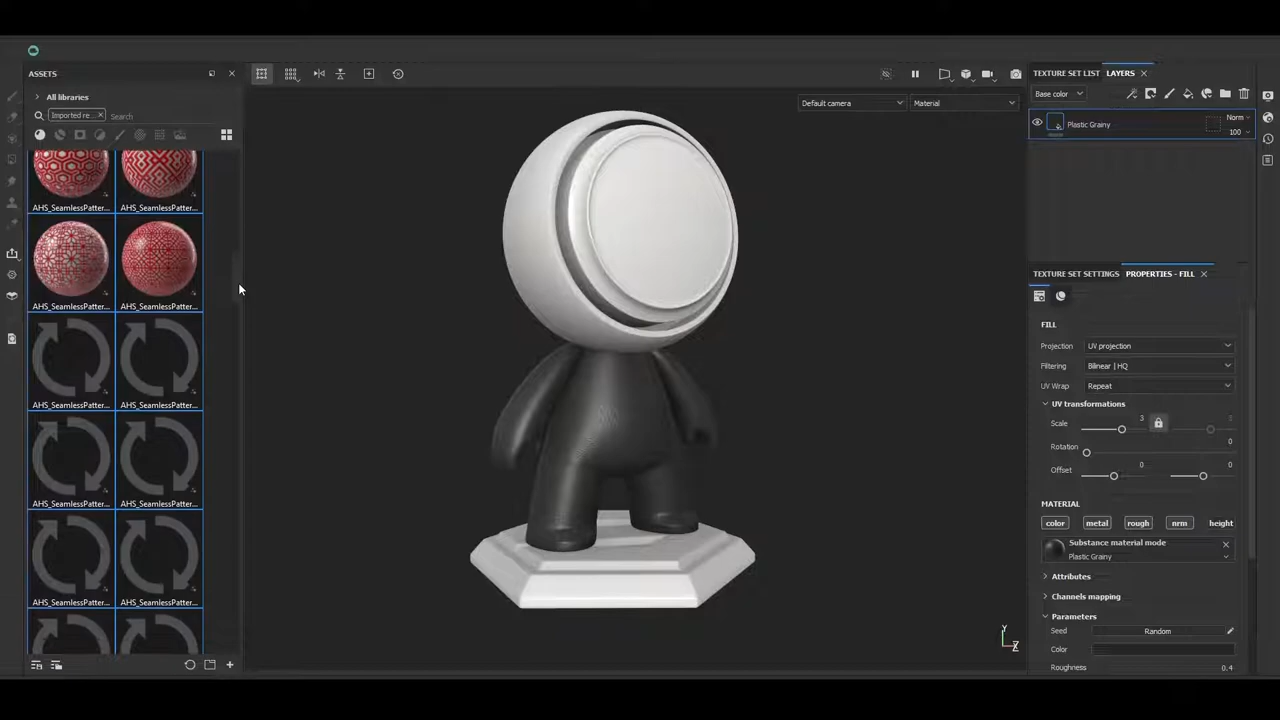 ASSETS
All libraries
Imported re...
Search
AHS_SeamlessPatter...
AHS_SeamlessPatter...
AHS_SeamlessPatter...
AHS_SeamlessPatter...
AHS_SeamlessPatter...
AHS_SeamlessPatter...
AHS_SeamlessPatter...
AHS_SeamlessPatter...
AHS_SeamlessPatter...
AHS_SeamlessPatter...
Default camera
Material
Y
Z
TEXTURE SET LIST
LAYERS
Base color
Plastic Grainy
Norm
100
TEXTURE SET SETTINGS
PROPERTIES - FILL
FILL
Projection
UV projection
Filtering
Bilinear | HQ
UV Wrap
Repeat
UV transformations
Scale
3
3
Rotation
0
Offset
0
0
MATERIAL
color
metal
rough
nrm
height
Substance material mode
Plastic Grainy
Attributes
Channels mapping
Parameters
Seed
Random
Color
Roughness
0.4